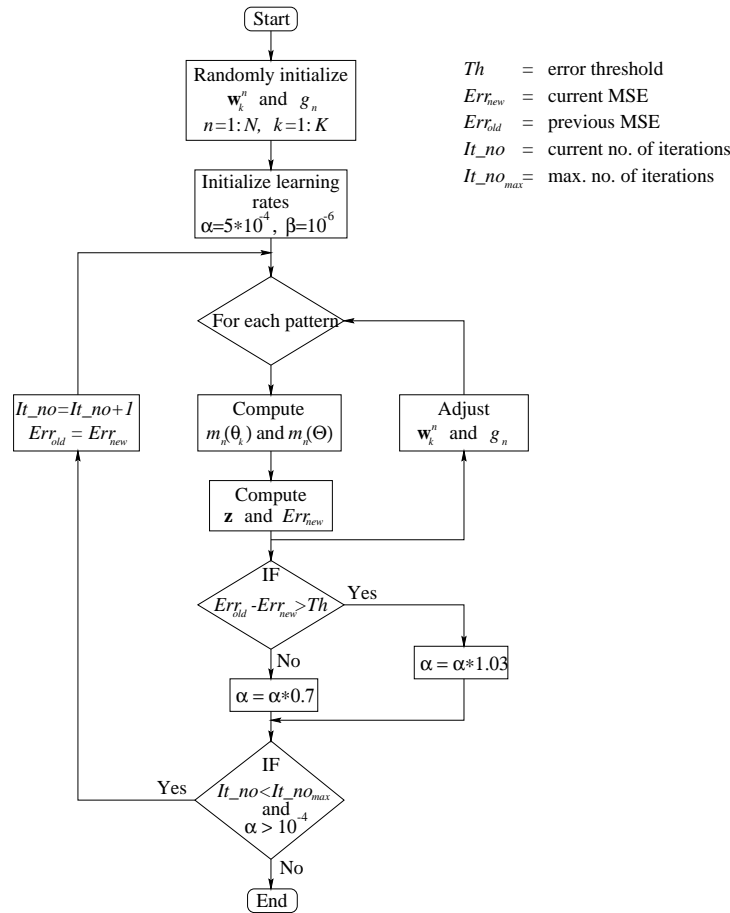 Start
Randomly initialize
w_k^n and g_n
n=1:N, k=1:K
Initialize learning
rates
α=5*10^-4, β=10^-6
For each pattern
Compute
m_n(θ_k) and m_n(Θ)
Compute
z and Err_new
Adjust
w_k^n and g_n
It_no=It_no+1
Err_old = Err_new
IF
Err_old -Err_new>Th
Yes
No
α = α*1.03
α = α*0.7
IF
It_no<It_no_max
and
α > 10^-4
Yes
No
End
Th = error threshold
Err_new = current MSE
Err_old = previous MSE
It_no = current no. of iterations
It_no_max= max. no. of iterations